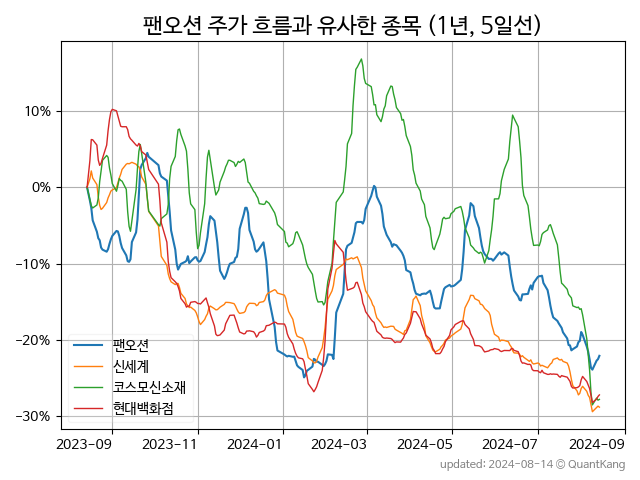 팬오션 주가 흐름과 유사한 종목 (1년, 5일선)
10%
0%
−10%
−20%
−30%
팬오션
신세계
코스모신소재
현대백화점
2023-09 2023-11 2024-01 2024-03 2024-05 2024-07 2024-09
updated: 2024-08-14 © QuantKang